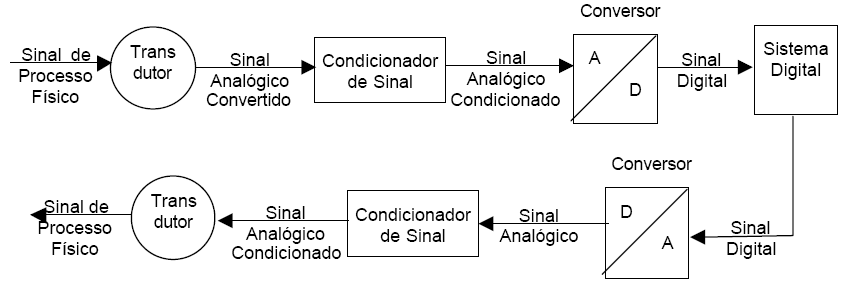 Conversor
Sinal de
Processo
Físico
Trans
dutor
Sinal
Analógico
Convertido
Condicionador
de Sinal
Sinal
Analógico
Condicionado
A
D
Sinal
Digital
Sistema
Digital
Conversor
Sinal de
Processo
Físico
Trans
dutor
Sinal
Analógico
Condicionado
Condicionador
de Sinal
Sinal
Analógico
D
A
Sinal
Digital